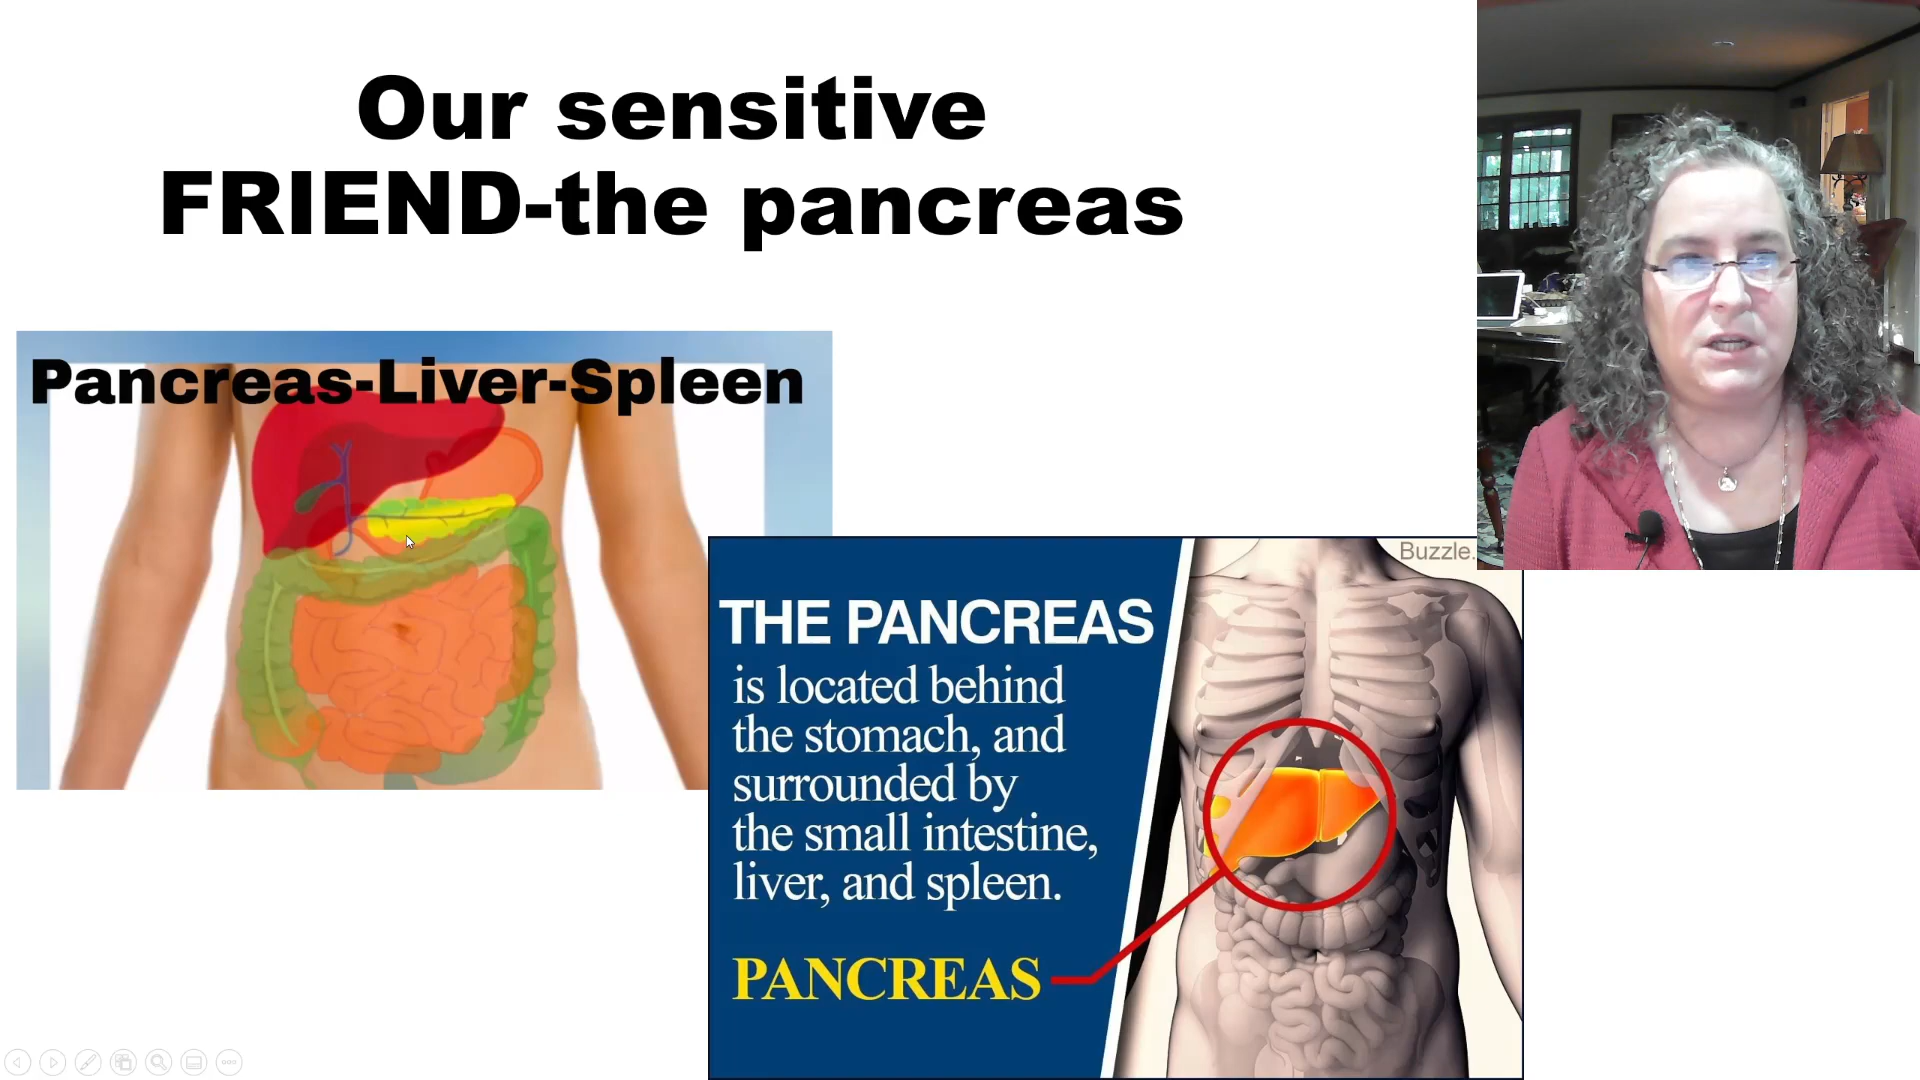 Our sensitive
FRIEND-the pancreas
Pancreas-Liver-Spleen
Buzzle.
THE PANCREAS
is located behind
the stomach, and
surrounded by
the small intestine,
liver, and spleen.
PANCREAS